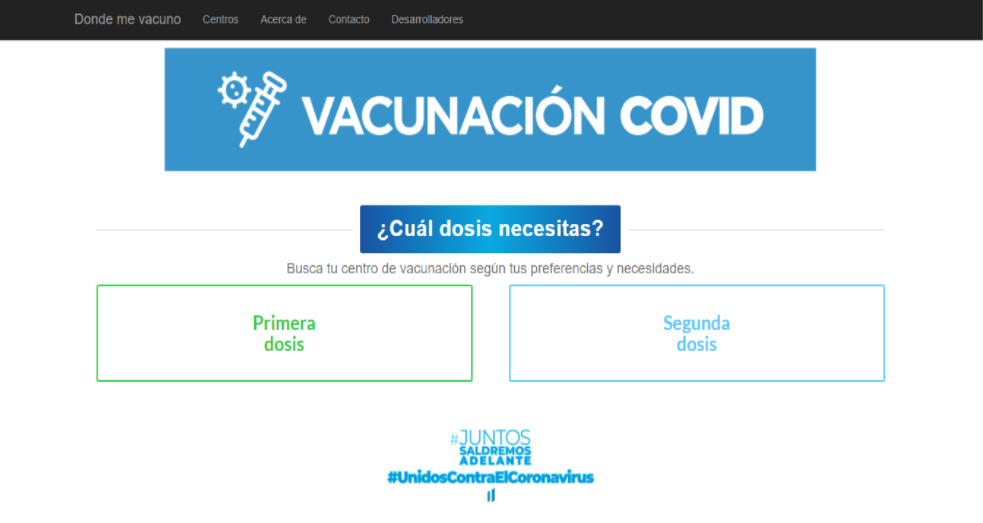 Donde me vacuno Centros Acerca de Contacto Desarrolladores
VACUNACIÓN COVID
¿Cuál dosis necesitas?
Busca tu centro de vacunación según tus preferencias y necesidades.
Primera
dosis
Segunda
dosis
#JUNTOS
SALDREMOS
ADELANTE
#UnidosContraElCoronavirus